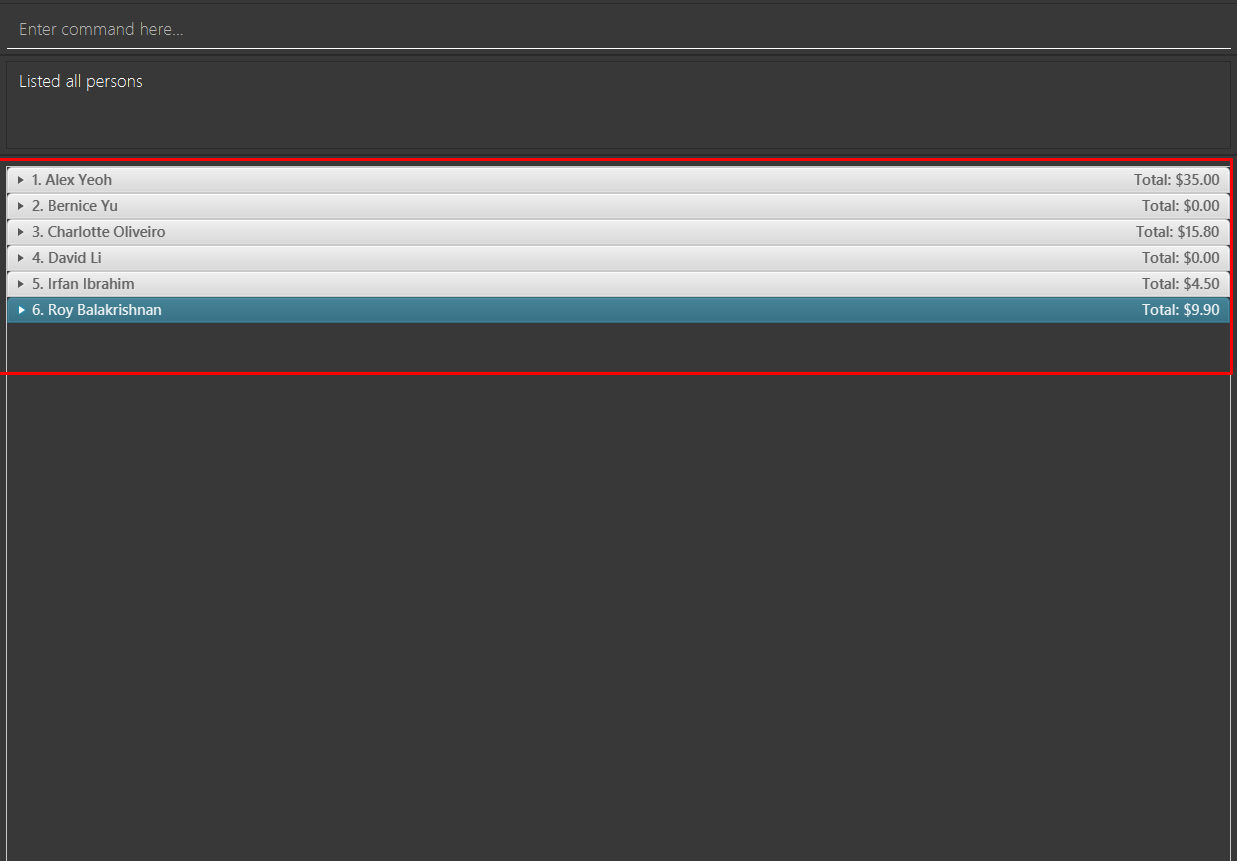 Enter command here...
Listed all persons
1. Alex Yeoh Total: $35.00
2. Bernice Yu Total: $0.00
3. Charlotte Oliveiro Total: $15.80
4. David Li Total: $0.00
5. Irfan Ibrahim Total: $4.50
6. Roy Balakrishnan Total: $9.90